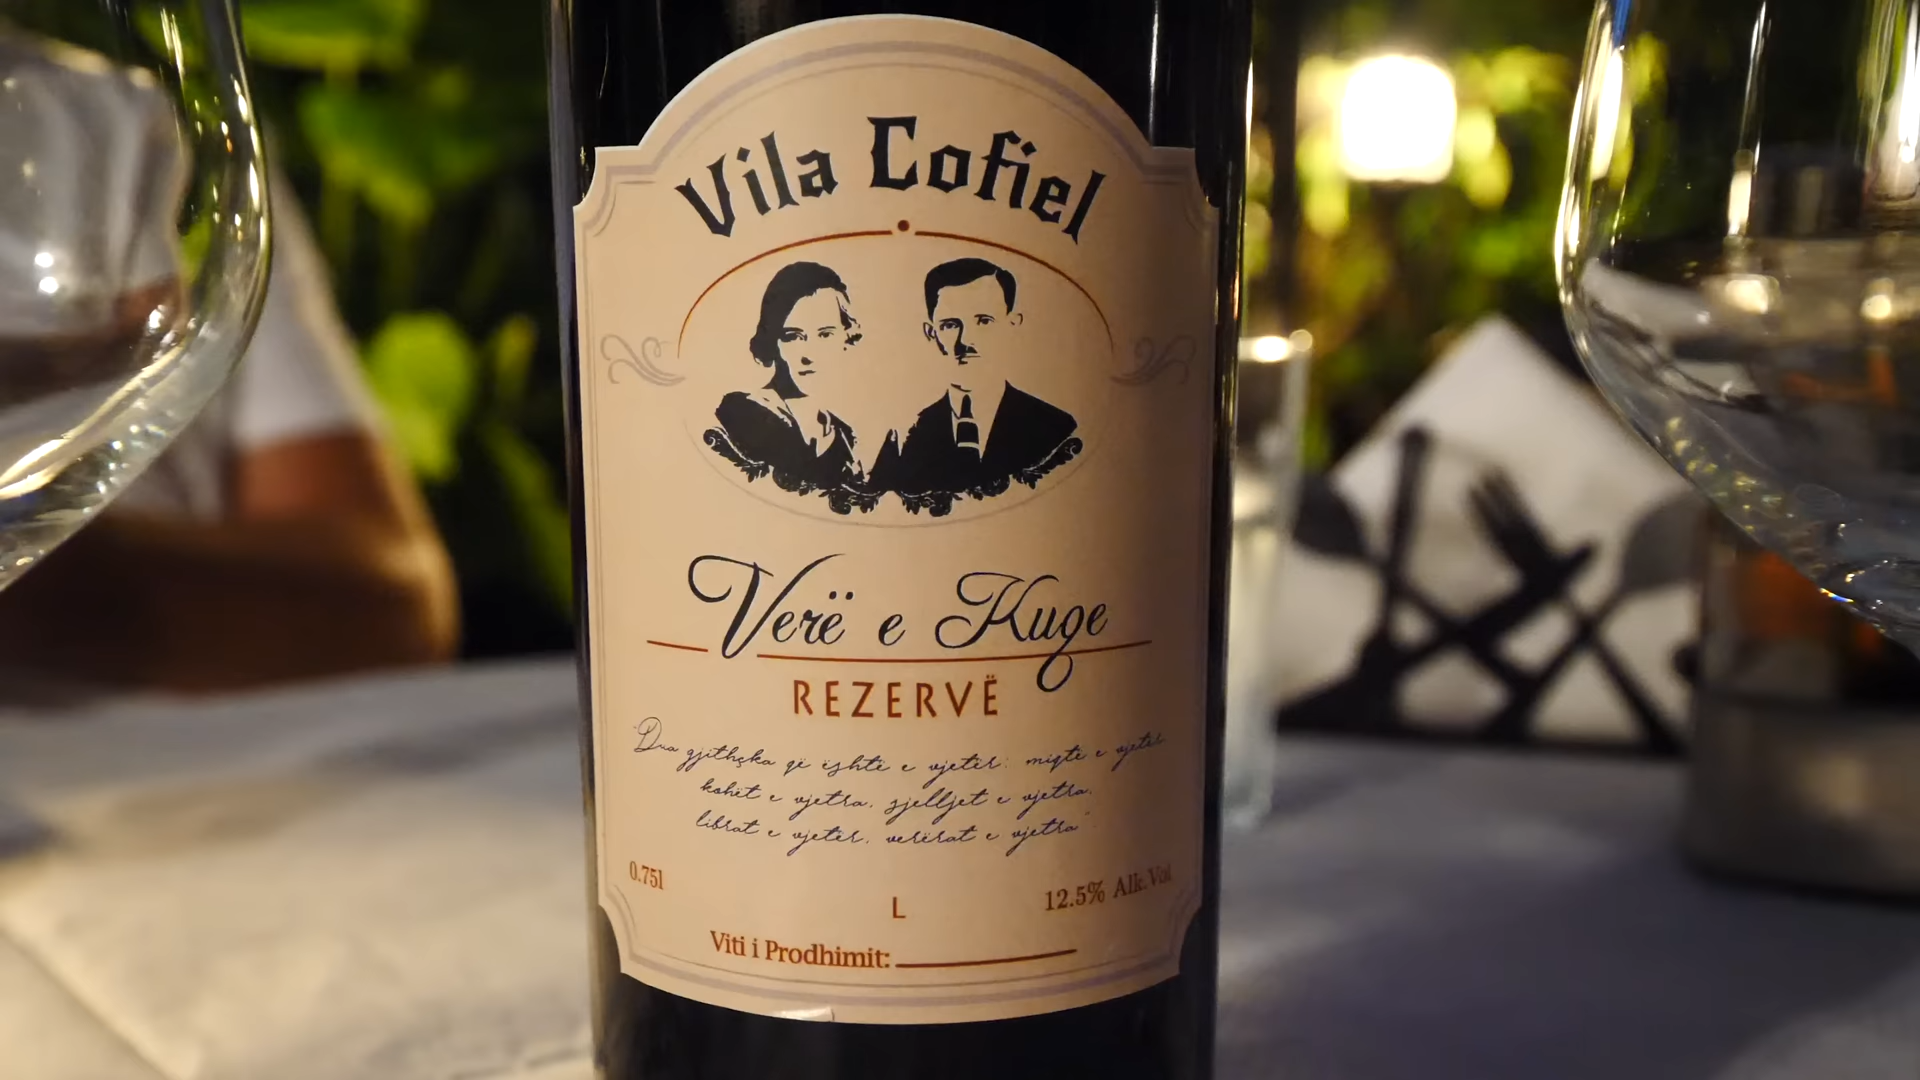 Vila Cofiel
Verë e Kuqe
REZERVË
"Dua gjithçka që është e vjetër: miqtë e vjetër,
kohët e vjetra, zjelljet e vjetra,
librat e vjetër, verërat e vjetra"
0.75l
L
12.5% Alk. Vol.
Viti i Prodhimit: